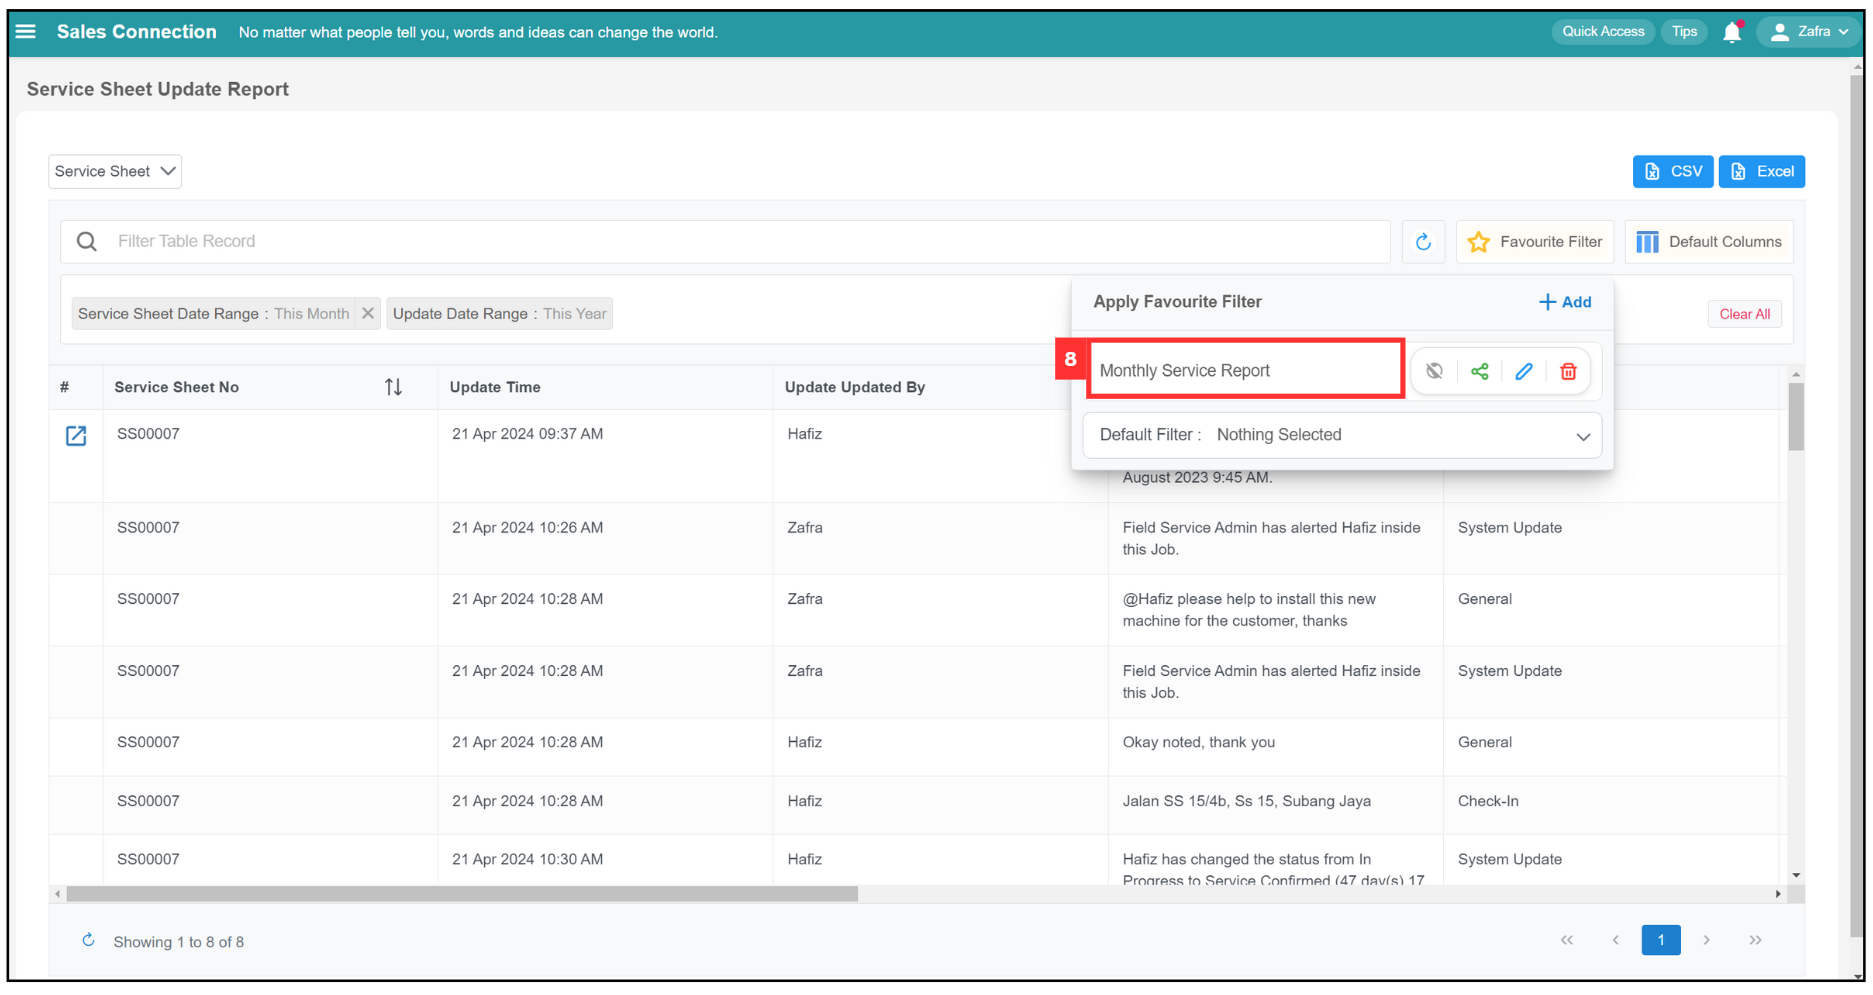 Sales Connection No matter what people tell you, words and ideas can change the world. Quick Access Tips Zafra
Service Sheet Update Report
Service Sheet CSV Excel
Filter Table Record Favourite Filter Default Columns
Apply Favourite Filter Add
Service Sheet Date Range : This Month Update Date Range : This Year Clear All
8 Monthly Service Report
# Service Sheet No Update Time Update Updated By
SS00007 21 Apr 2024 09:37 AM Hafiz
Default Filter : Nothing Selected
August 2023 9:45 AM.
SS00007 21 Apr 2024 10:26 AM Zafra Field Service Admin has alerted Hafiz inside System Update
this Job.
SS00007 21 Apr 2024 10:28 AM Zafra @Hafiz please help to install this new General
machine for the customer, thanks
SS00007 21 Apr 2024 10:28 AM Zafra Field Service Admin has alerted Hafiz inside System Update
this Job.
SS00007 21 Apr 2024 10:28 AM Hafiz Okay noted, thank you General
SS00007 21 Apr 2024 10:28 AM Hafiz Jalan SS 15/4b, Ss 15, Subang Jaya Check-In
SS00007 21 Apr 2024 10:30 AM Hafiz Hafiz has changed the status from In System Update
Progress to Service Confirmed (47 day(s) 17
Showing 1 to 8 of 8 << < 1 > >>